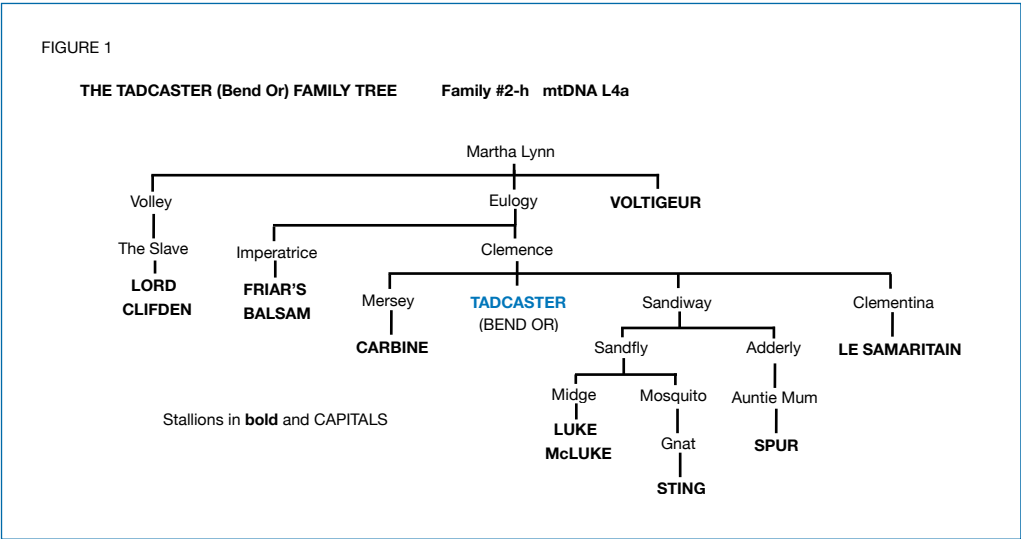 FIGURE 1
THE TADCASTER (Bend Or) FAMILY TREE Family #2-h mtDNA L4a
Martha Lynn
Volley Eulogy VOLTIGEUR
The Slave Imperatrice Clemence
LORD
CLIFDEN
FRIAR'S
BALSAM
Mersey TADCASTER Sandiway Clementina
(BEND OR)
CARBINE Sandfly Adderly LE SAMARITAIN
Midge Mosquito Auntie Mum
Stallions in bold and CAPITALS
LUKE
McLUKE
Gnat SPUR
STING